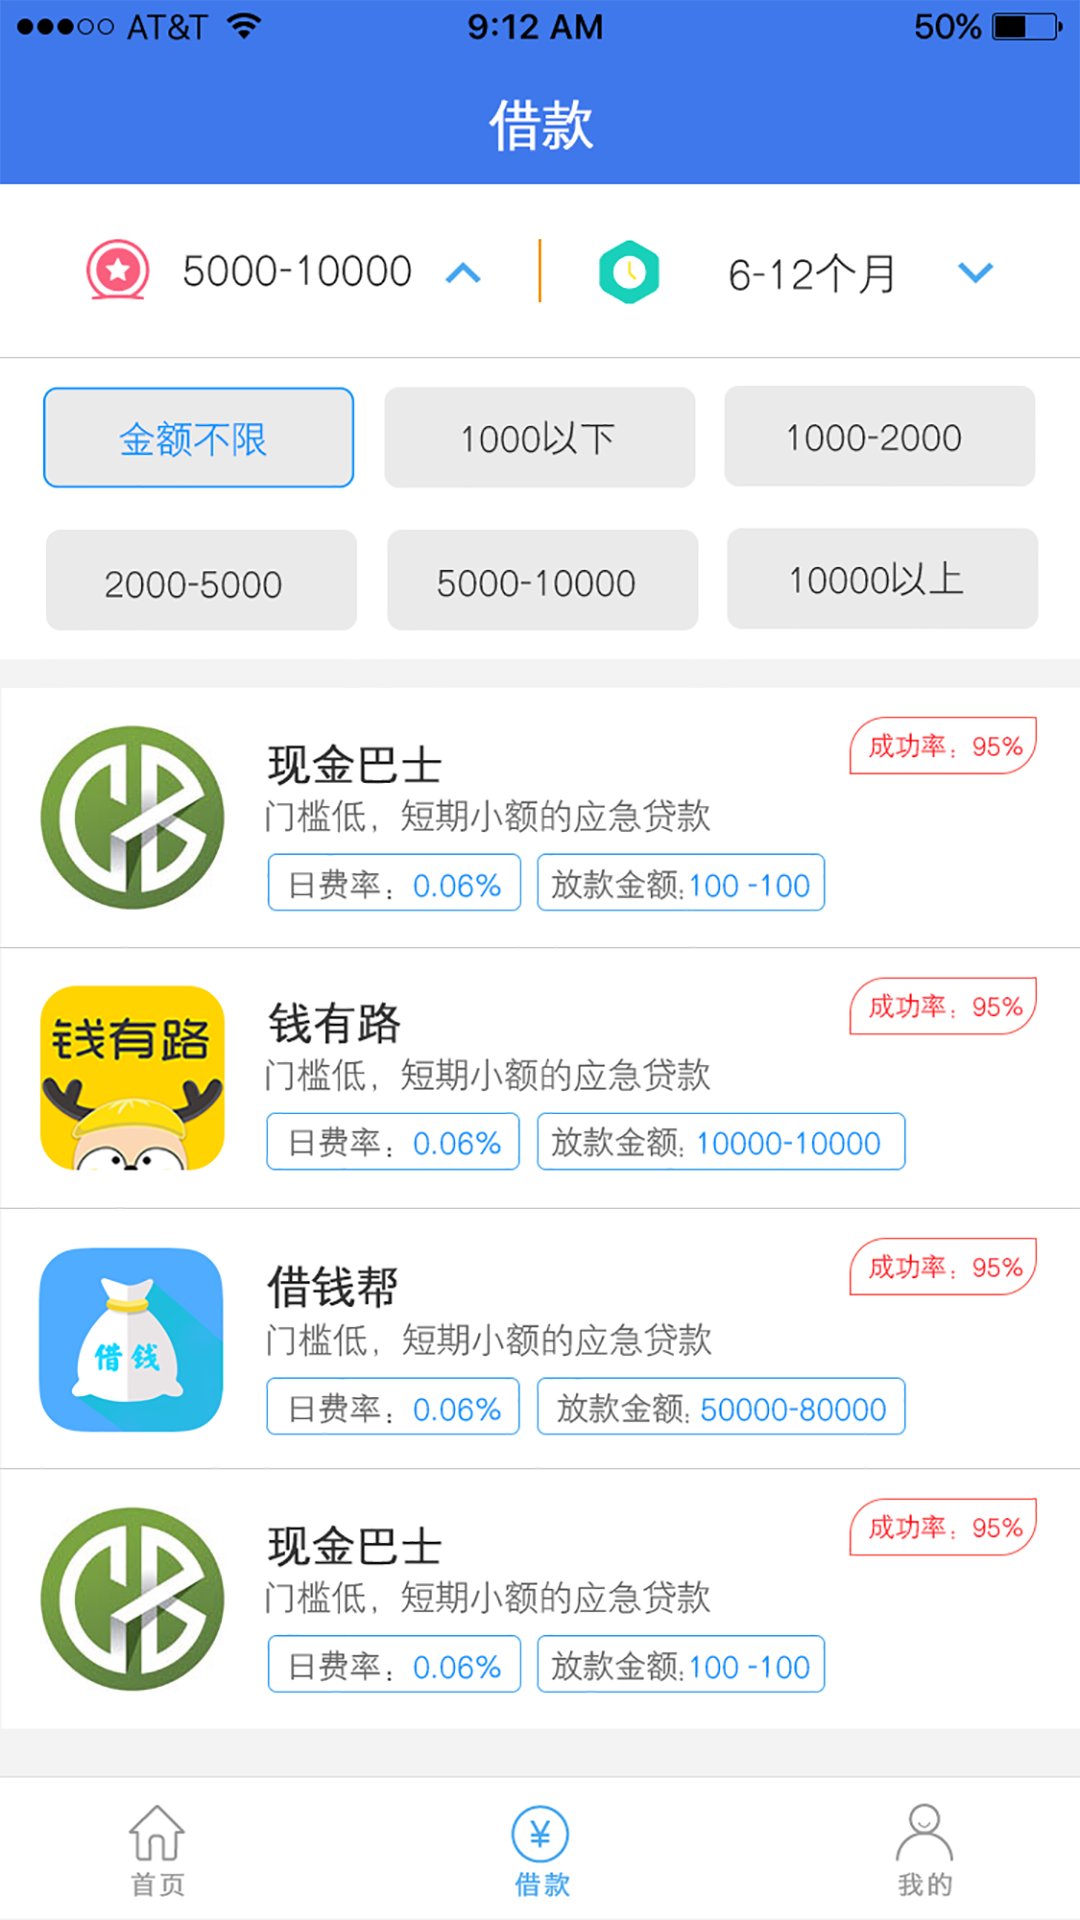 AT&T 9:12 AM 50%
借款
5000-10000 6-12个月
金额不限 1000以下 1000-2000
2000-5000 5000-10000 10000以上
现金巴士 成功率：95%
门槛低，短期小额的应急贷款
日费率：0.06% 放款金额:100 -100
钱有路
钱有路 成功率：95%
门槛低，短期小额的应急贷款
日费率：0.06% 放款金额: 10000-10000
借钱
借钱帮 成功率：95%
门槛低，短期小额的应急贷款
日费率：0.06% 放款金额: 50000-80000
现金巴士 成功率：95%
门槛低，短期小额的应急贷款
日费率：0.06% 放款金额:100 -100
¥
首页 借款 我的